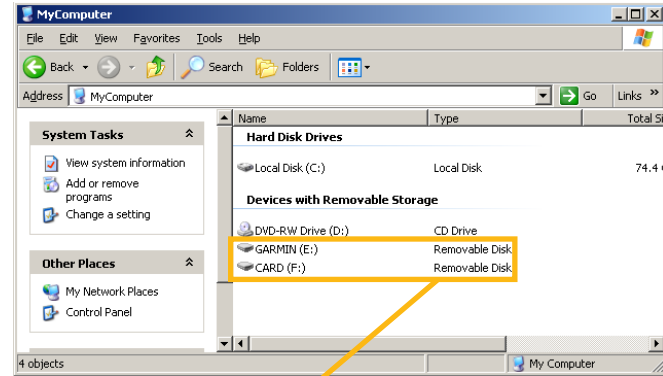 MyComputer
File Edit View Favorites Tools Help
Back Search Folders
Address MyComputer Go Links »
Name Type Total Si
System Tasks
View system information
Add or remove
programs
Change a setting
Other Places
My Network Places
Control Panel
Hard Disk Drives
Local Disk (C:) Local Disk 74.4
Devices with Removable Storage
DVD-RW Drive (D:) CD Drive
GARMIN (E:) Removable Disk
CARD (F:) Removable Disk
4 objects My Computer